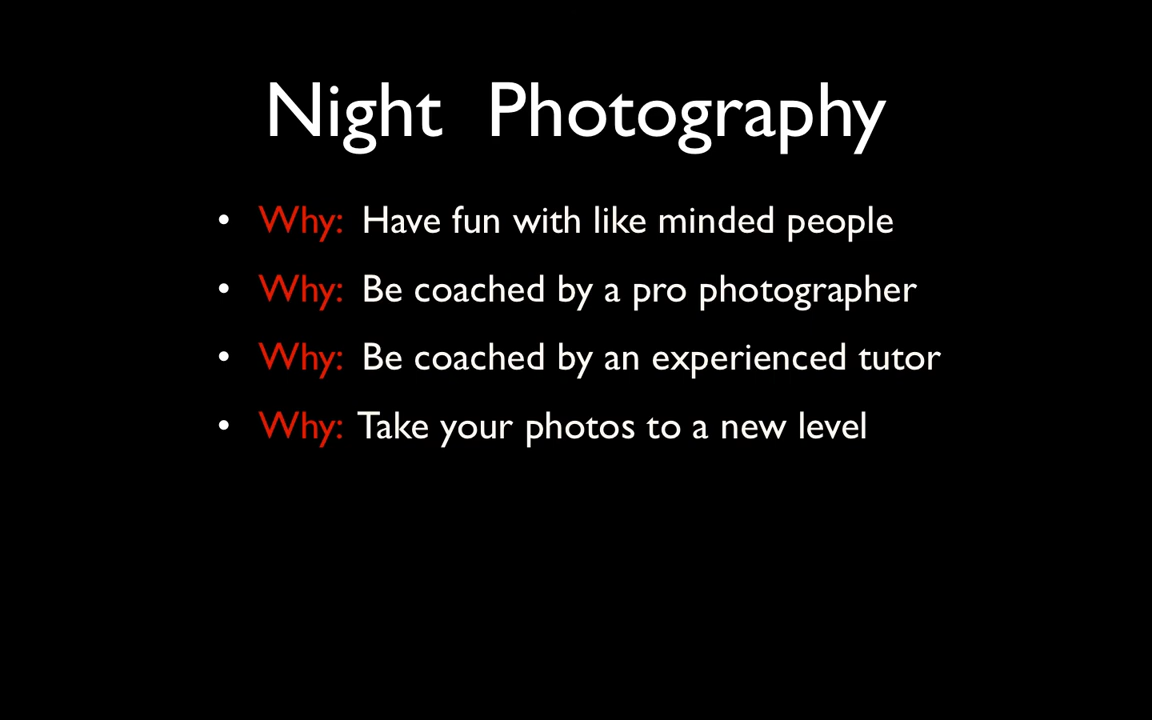 Night Photography
• Why: Have fun with like minded people
• Why: Be coached by a pro photographer
• Why: Be coached by an experienced tutor
• Why: Take your photos to a new level